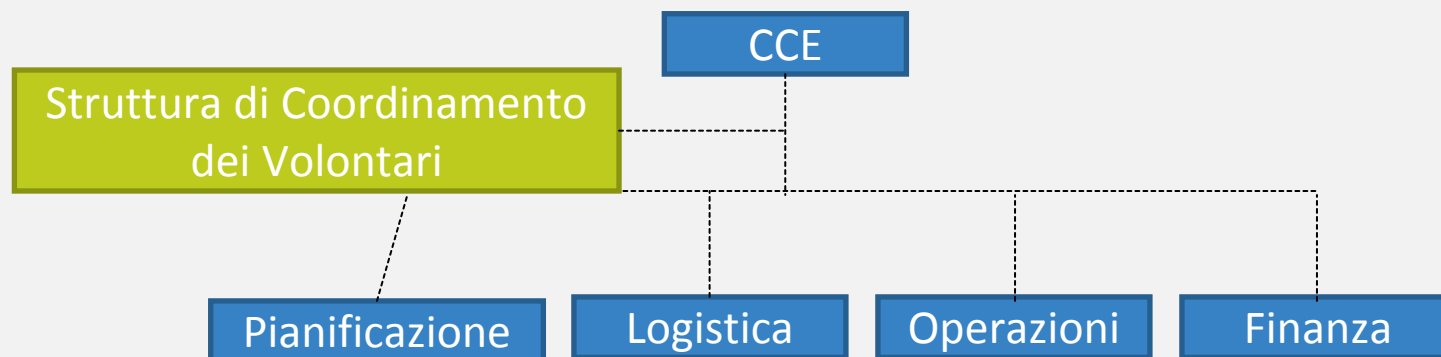 CCE
Struttura di Coordinamento
dei Volontari
Pianificazione
Logistica
Operazioni
Finanza